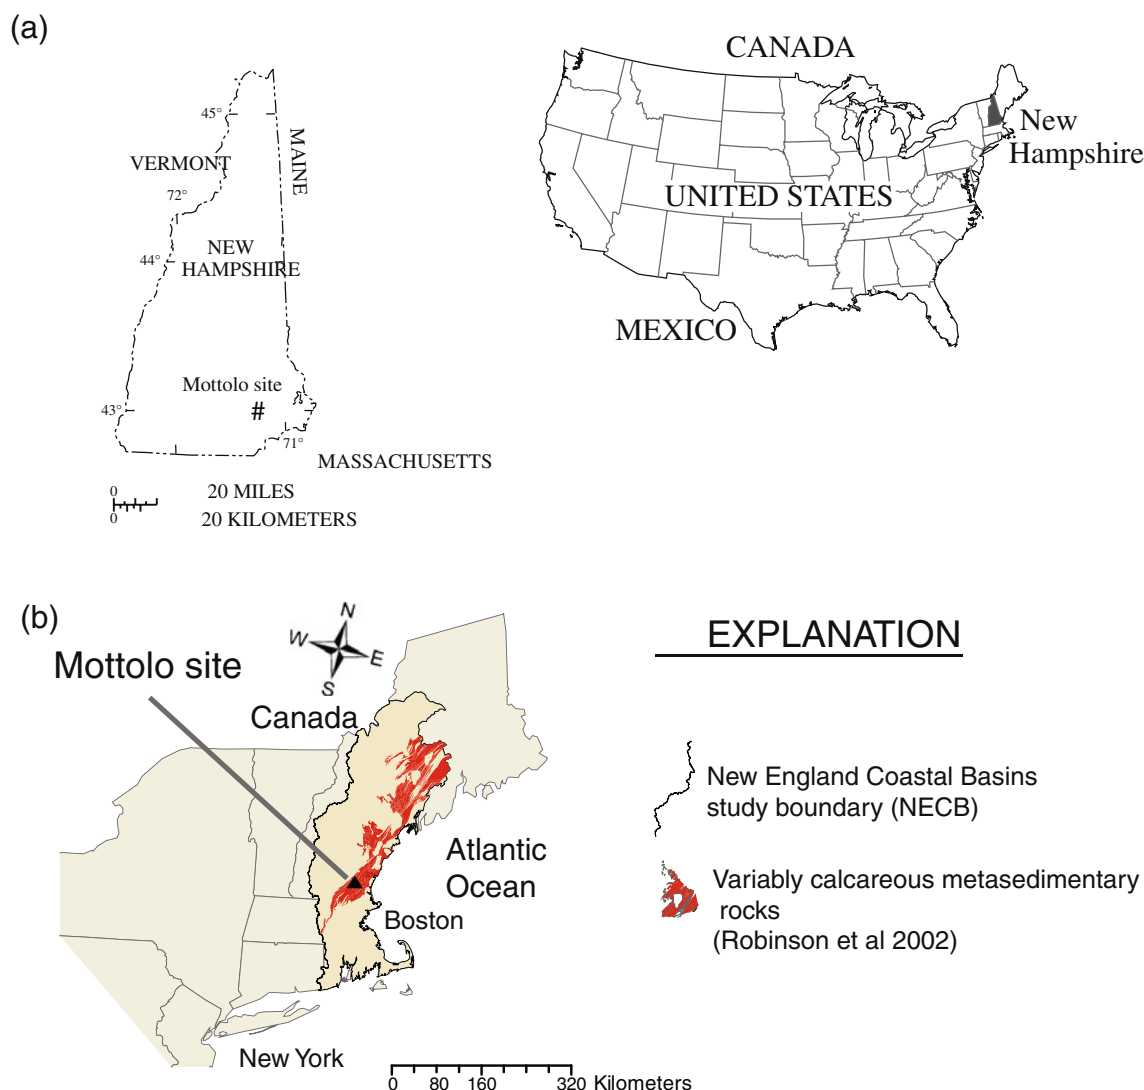 (a)
CANADA
45°
MAINE
New
Hampshire
VERMONT
72°
UNITED STATES
NEW
HAMPSHIRE
44°
MEXICO
Mottolo site
43°
#
71°
MASSACHUSETTS
0
20 MILES
0
20 KILOMETERS
(b)
N
W
E
S
EXPLANATION
Mottolo site
Canada
New England Coastal Basins
study boundary (NECB)
Atlantic
Ocean
Variably calcareous metasedimentary
rocks
(Robinson et al 2002)
Boston
New York
0 80 160 320 Kilometers